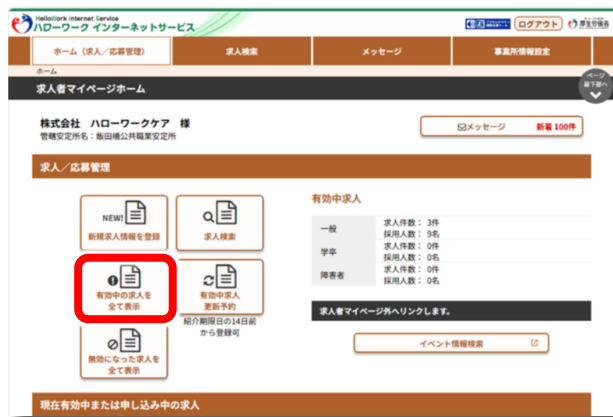 HelloWork Internet Service
ハローワーク インターネットサービス
ログアウト
厚生労働省
ホーム（求人／応募管理）
求人検索
メッセージ
事業所情報設定
ホーム
ページ
最下部へ
求人者マイページホーム
株式会社　ハローワークケア　様
管轄安定所名：飯田橋公共職業安定所
メッセージ 新着 100件
求人／応募管理
NEW!
新規求人情報を登録
求人検索
有効中の求人を
全て表示
有効中求人
更新予約
紹介期限日の14日前
から登録可
無効になった求人を
全て表示
有効中求人
一般
求人件数： 3件
採用人数： 9名
学卒
求人件数： 0件
採用人数： 0名
障害者
求人件数： 0件
採用人数： 0名
求人者マイページ外へリンクします。
イベント情報検索
現在有効中または申し込み中の求人